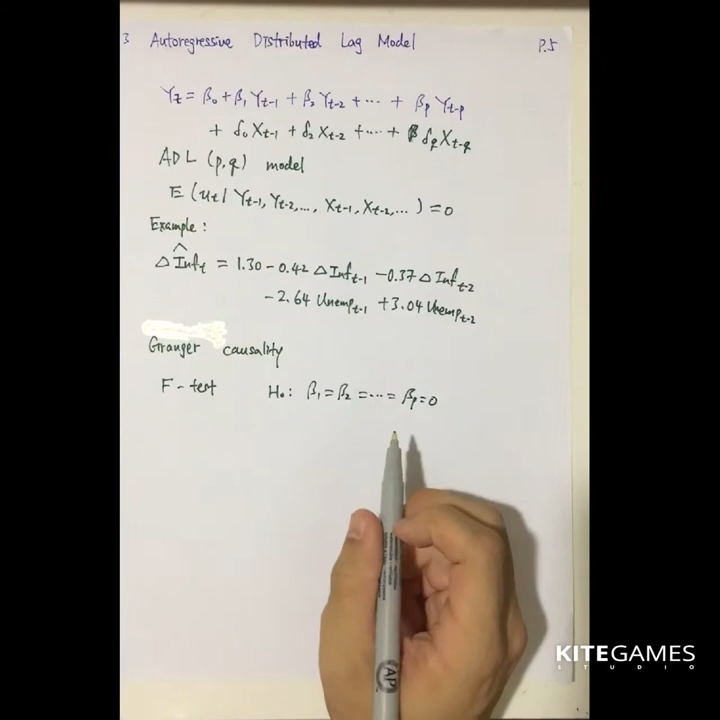 3 Autoregressive Distributed Lag Model P.5
Yt = β₀ + β₁ Yt-1 + β₂ Yt-2 + ... + βp Yt-p
+ δ₀ Xt-1 + δ₂ Xt-2 + ... + δq Xt-q
ADL (p,q) model
E (ut | Yt-1, Yt-2, ..., Xt-1, Xt-2, ...) = 0
Example:
Δ Inf̂t = 1.30 - 0.42 Δ Inft-1 - 0.37 Δ Inft-2
- 2.64 Unempt-1 + 3.04 Unempt-2
Granger causality
F-test H₀: β₁ = β₂ = ... = βp = 0
AP
KITEGAMES
STUDIO